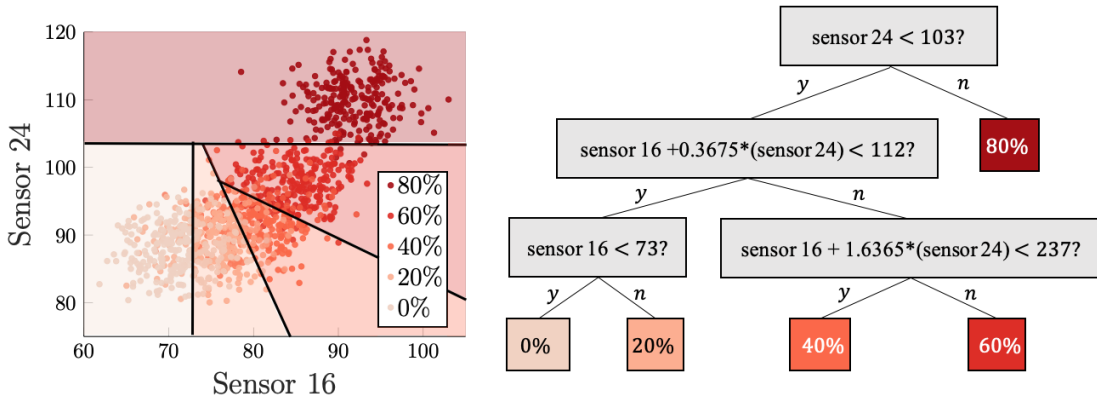 120
110
100
90
80
60
70
80
90
100
Sensor 24
Sensor 16
80%
60%
40%
20%
0%
sensor 24 < 103?
y
n
sensor 16 +0.3675*(sensor 24) < 112?
80%
y
n
sensor 16 < 73?
sensor 16 + 1.6365*(sensor 24) < 237?
y
n
y
n
0%
20%
40%
60%